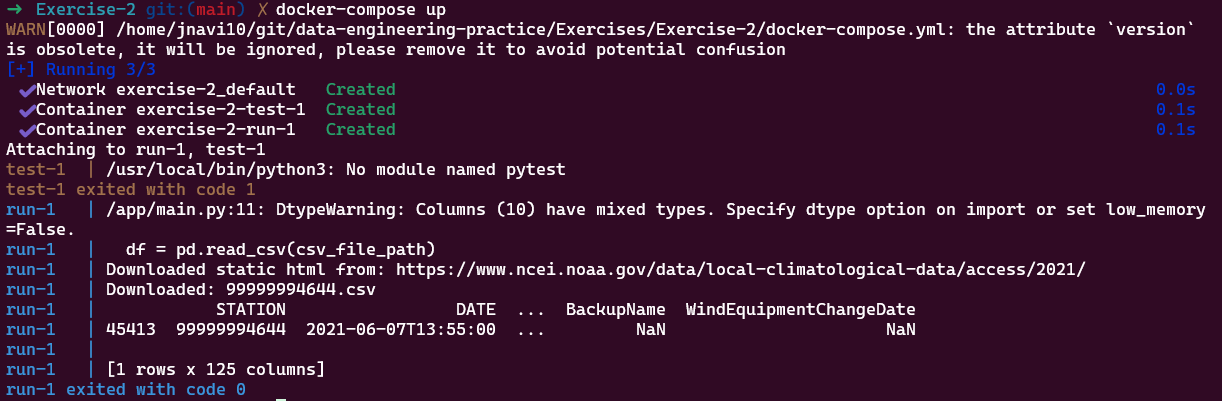 → Exercise-2 git:(main) ✗ docker-compose up
WARN[0000] /home/jnavi10/git/data-engineering-practice/Exercises/Exercise-2/docker-compose.yml: the attribute `version`
is obsolete, it will be ignored, please remove it to avoid potential confusion
[+] Running 3/3
✔Network exercise-2_default Created 0.0s
✔Container exercise-2-test-1 Created 0.1s
✔Container exercise-2-run-1 Created 0.1s
Attaching to run-1, test-1
test-1 | /usr/local/bin/python3: No module named pytest
test-1 exited with code 1
run-1 | /app/main.py:11: DtypeWarning: Columns (10) have mixed types. Specify dtype option on import or set low_memory
=False.
run-1 | df = pd.read_csv(csv_file_path)
run-1 | Downloaded static html from: https://www.ncei.noaa.gov/data/local-climatological-data/access/2021/
run-1 | Downloaded: 99999994644.csv
run-1 | STATION DATE ... BackupName WindEquipmentChangeDate
run-1 | 45413 99999994644 2021-06-07T13:55:00 ... NaN NaN
run-1 |
run-1 | [1 rows x 125 columns]
run-1 exited with code 0